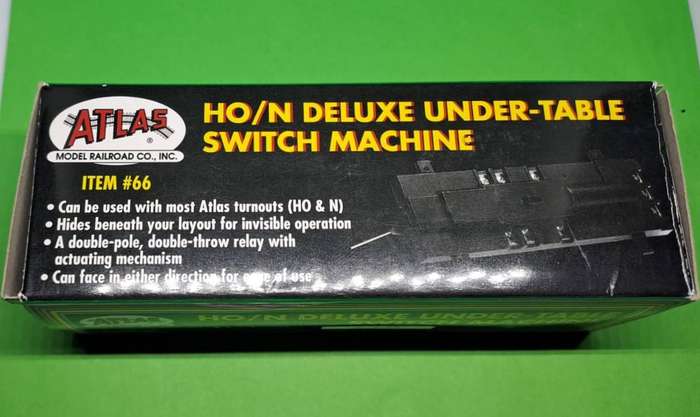 ATLAS
®
MODEL RAILROAD CO., INC.
HO/N DELUXE UNDER-TABLE
SWITCH MACHINE
ITEM #66
• Can be used with most Atlas turnouts (HO & N)
• Hides beneath your layout for invisible operation
• A double-pole, double-throw relay with
actuating mechanism
• Can face in either direction for ease of use
HO/N DELUXE UNDER-TABLE
SWITCH MACHINE